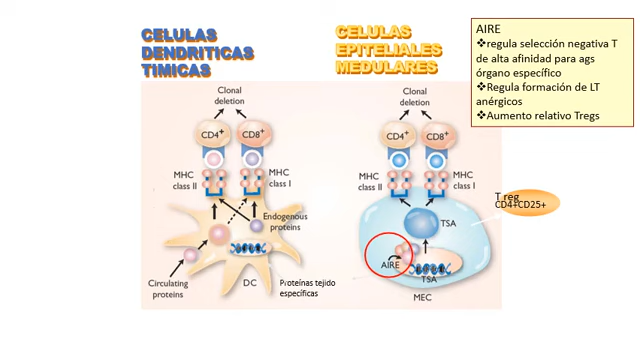 CELULAS
DENDRITICAS
TIMICAS
CELULAS
EPITELIALES
MEDULARES
AIRE
❖regula selección negativa T
de alta afinidad para ags
órgano específico
❖Regula formación de LT
anérgicos
❖Aumento relativo Tregs
Clonal
deletion
CD4+
CD8+
MHC
class II
MHC
class I
Endogenous
proteins
Circulating
proteins
DC
Proteínas tejido
específicas
Clonal
deletion
CD4+
CD8+
MHC
class II
MHC
class I
TSA
AIRE
TSA
MEC
T reg
CD4+CD25+